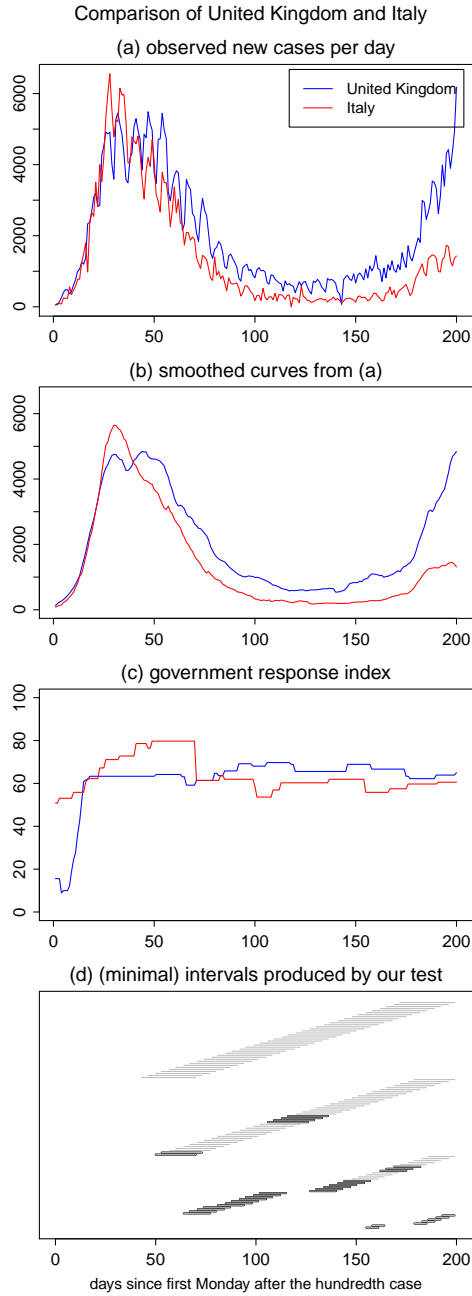 Comparison of United Kingdom and Italy
(a) observed new cases per day
United Kingdom
Italy
6000
4000
2000
0
0 50 100 150 200
(b) smoothed curves from (a)
6000
4000
2000
0
0 50 100 150 200
(c) government response index
100
80
60
40
20
0
0 50 100 150 200
(d) (minimal) intervals produced by our test
0 50 100 150 200
days since first Monday after the hundredth case